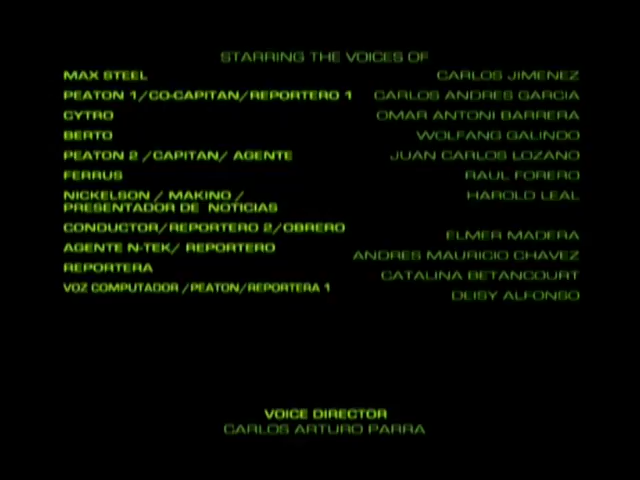 STARRING THE VOICES OF
MAX STEEL CARLOS JIMENEZ
PEATON 1/CO-CAPITAN/REPORTERO 1 CARLOS ANDRES GARCIA
CYTRO OMAR ANTONI BARRERA
BERTO WOLFANG GALINDO
PEATON 2 /CAPITAN/ AGENTE JUAN CARLOS LOZANO
FERRUS RAUL FORERO
NICKELSON / MAKINO / HAROLD LEAL
PRESENTADOR DE NOTICIAS
CONDUCTOR/REPORTERO 2/OBRERO ELMER MADERA
AGENTE N-TEK/ REPORTERO ANDRES MAURICIO CHAVEZ
REPORTERA CATALINA BETANCOURT
VOZ COMPUTADOR /PEATON/REPORTERA 1 DEISY ALFONSO
VOICE DIRECTOR
CARLOS ARTURO PARRA